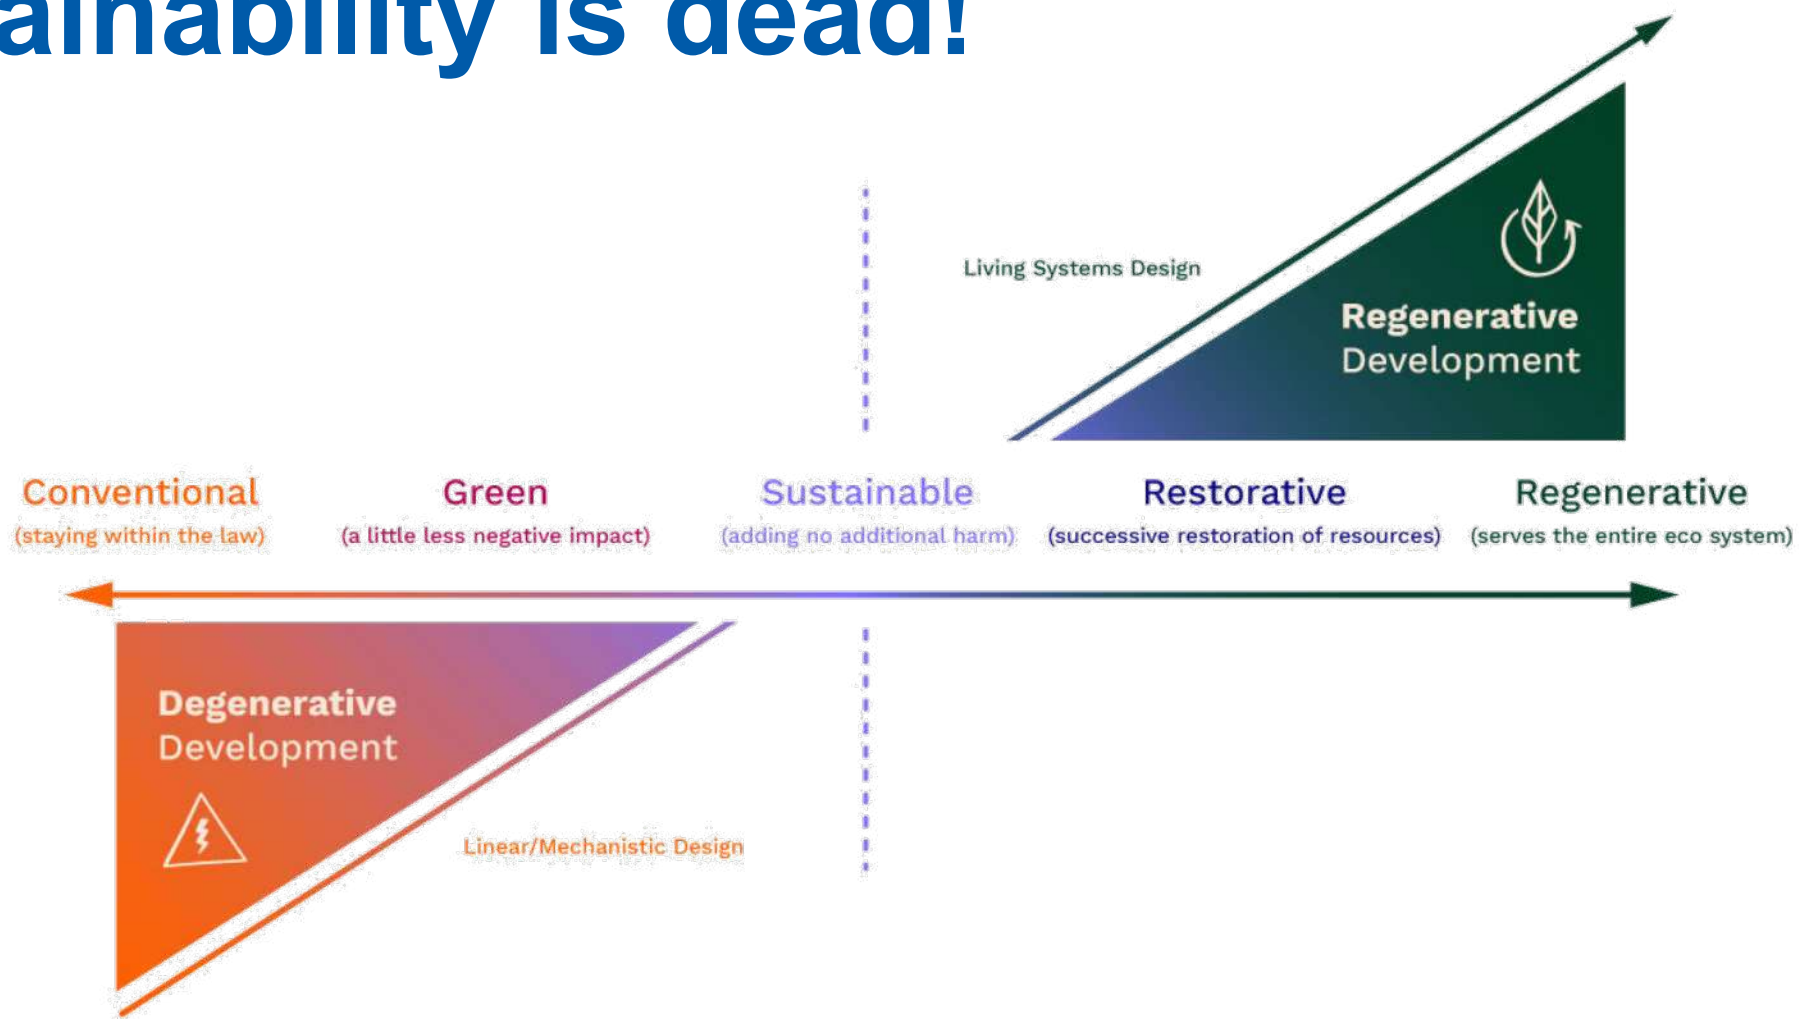 ainability is dead!
Living Systems Design
Regenerative
Development
Conventional
(staying within the law)
Green
(a little less negative impact)
Sustainable
(adding no additional harm)
Restorative
(successive restoration of resources)
Regenerative
(serves the entire eco system)
Degenerative
Development
Linear/Mechanistic Design